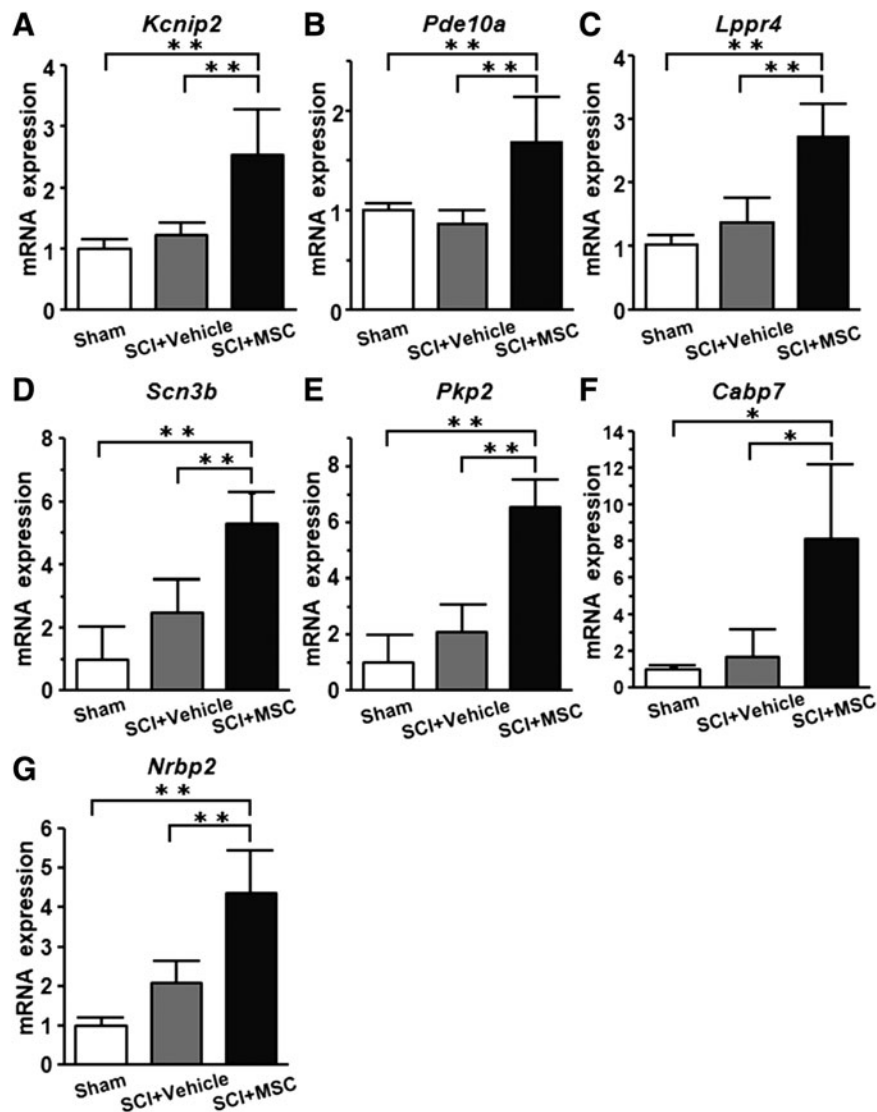 A Kcnip2
* *
* *
mRNA expression
4
3
2
1
0
Sham
SCI+Vehicle
SCI+MSC
B Pde10a
* *
* *
mRNA expression
2
1
0
Sham
SCI+Vehicle
SCI+MSC
C Lppr4
* *
* *
mRNA expression
4
3
2
1
0
Sham
SCI+Vehicle
SCI+MSC
D Scn3b
* *
* *
mRNA expression
8
6
4
2
0
Sham
SCI+Vehicle
SCI+MSC
E Pkp2
* *
* *
mRNA expression
8
6
4
2
0
Sham
SCI+Vehicle
SCI+MSC
F Cabp7
*
*
mRNA expression
14
12
10
8
6
4
2
0
Sham
SCI+Vehicle
SCI+MSC
G Nrbp2
* *
* *
mRNA expression
6
5
4
3
2
1
0
Sham
SCI+Vehicle
SCI+MSC